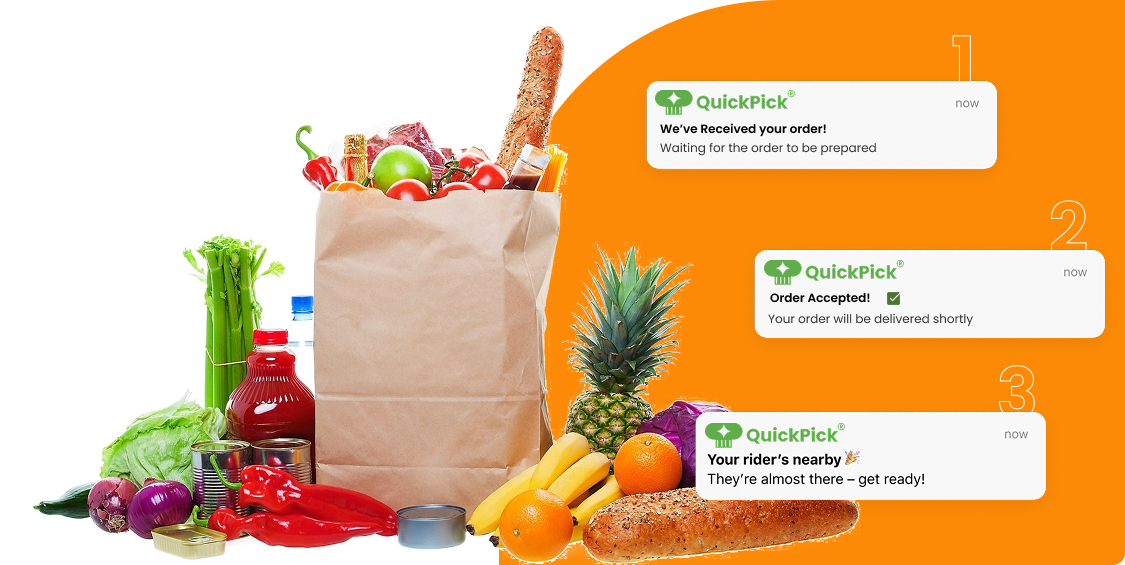 1
QuickPick®
now
We've Received your order!
Waiting for the order to be prepared
2
QuickPick®
now
Order Accepted! ✅
Your order will be delivered shortly
3
QuickPick®
now
Your rider's nearby 🎉
They're almost there – get ready!